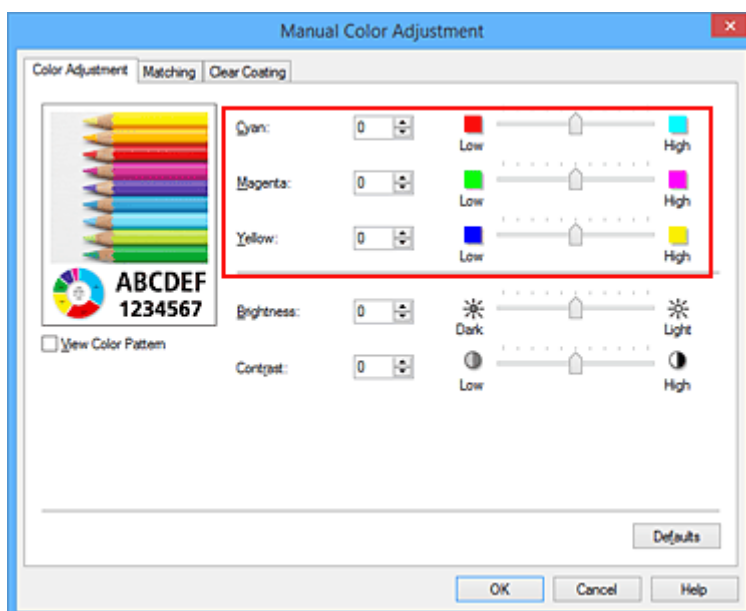 Manual Color Adjustment
Color Adjustment Matching Clear Coating
Cyan: 0 Low High
Magenta: 0 Low High
Yellow: 0 Low High
ABCDEF
1234567
Brightness: 0 Dark Light
View Color Pattern
Contrast: 0 Low High
Defaults
OK Cancel Help